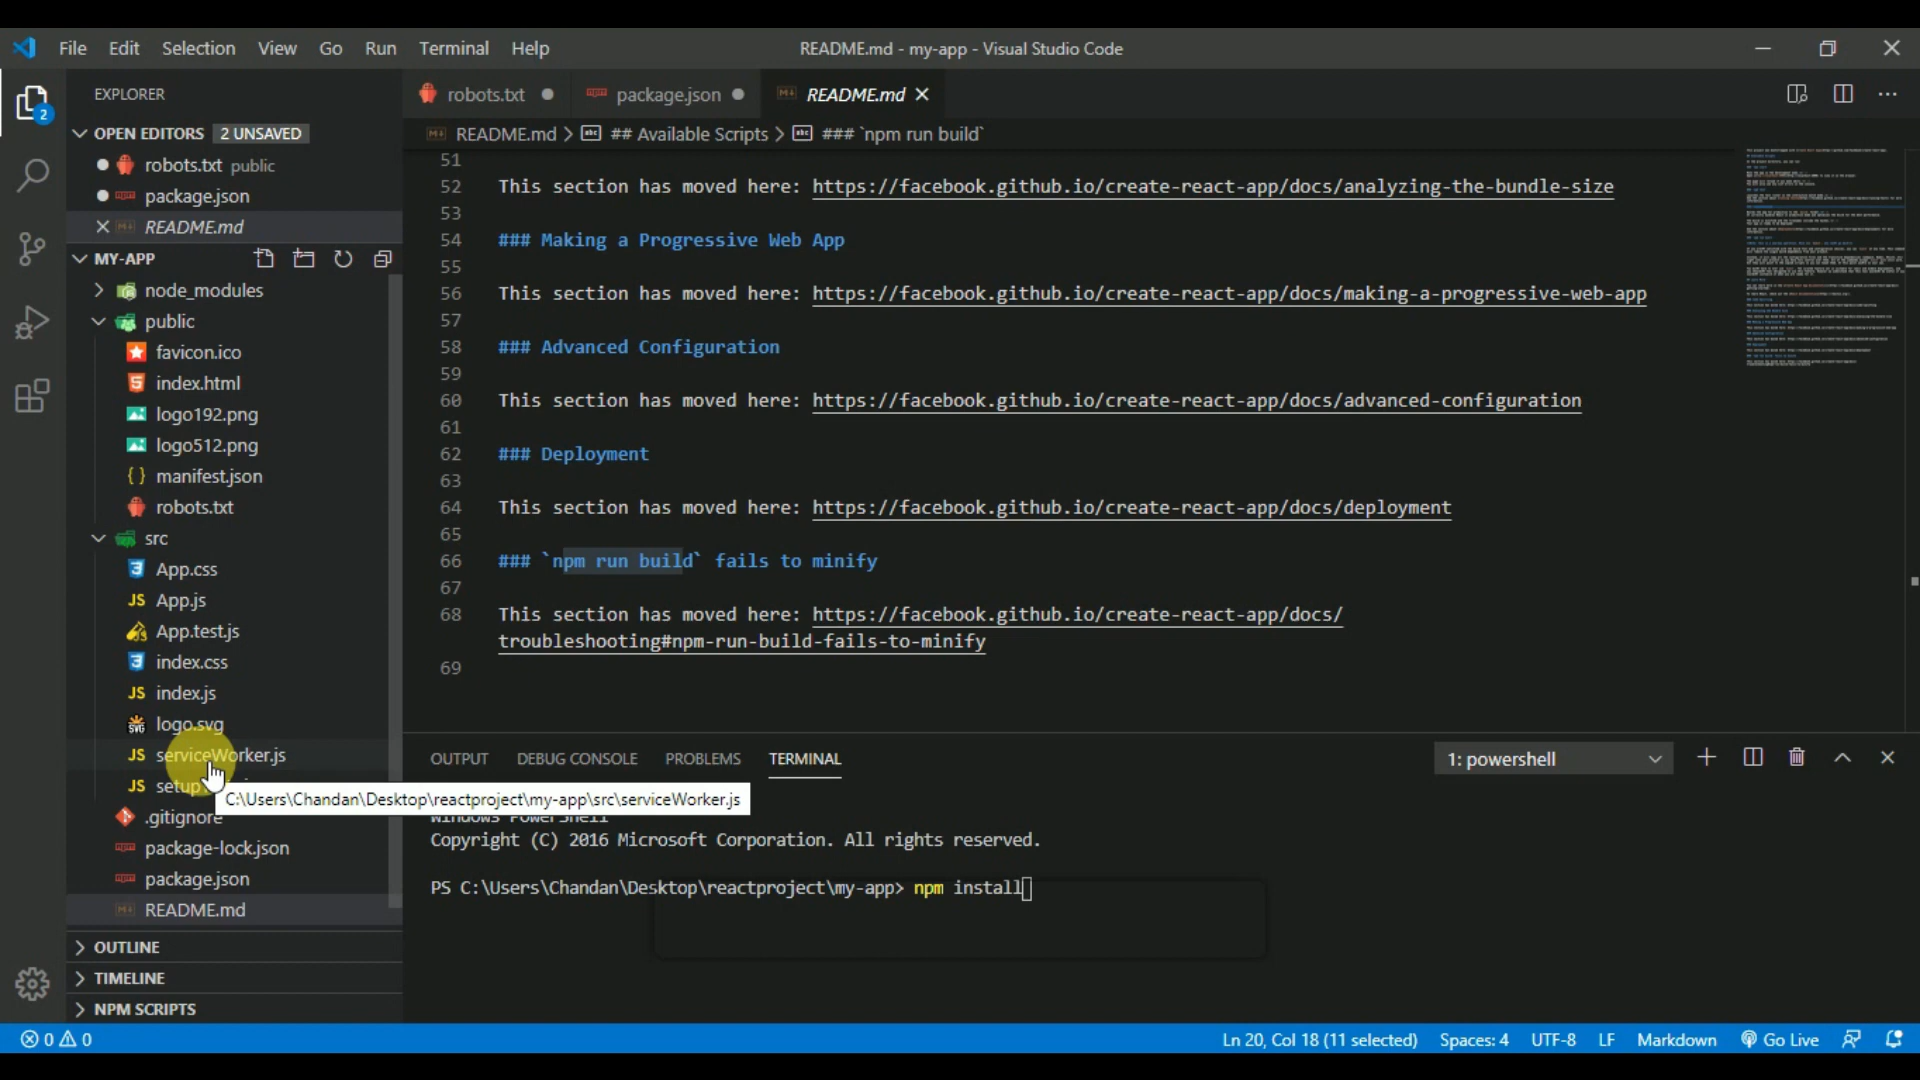 File Edit Selection View Go Run Terminal Help
README.md - my-app - Visual Studio Code
2
EXPLORER
OPEN EDITORS 2 UNSAVED
robots.txt public
package.json
README.md
MY-APP
node_modules
public
favicon.ico
index.html
logo192.png
logo512.png
manifest.json
robots.txt
src
App.css
JS App.js
App.test.js
index.css
JS index.js
logo.svg
JS serviceWorker.js
JS setup
C:\Users\Chandan\Desktop\reactproject\my-app\src\serviceWorker.js
.gitignore
package-lock.json
package.json
README.md
OUTLINE
TIMELINE
NPM SCRIPTS
robots.txt package.json README.md
README.md > ## Available Scripts > ### `npm run build`
51
52 This section has moved here: https://facebook.github.io/create-react-app/docs/analyzing-the-bundle-size
53
54 ### Making a Progressive Web App
55
56 This section has moved here: https://facebook.github.io/create-react-app/docs/making-a-progressive-web-app
57
58 ### Advanced Configuration
59
60 This section has moved here: https://facebook.github.io/create-react-app/docs/advanced-configuration
61
62 ### Deployment
63
64 This section has moved here: https://facebook.github.io/create-react-app/docs/deployment
65
66 ### `npm run build` fails to minify
67
68 This section has moved here: https://facebook.github.io/create-react-app/docs/
troubleshooting#npm-run-build-fails-to-minify
69
OUTPUT DEBUG CONSOLE PROBLEMS TERMINAL
1: powershell
Windows PowerShell
Copyright (C) 2016 Microsoft Corporation. All rights reserved.
PS C:\Users\Chandan\Desktop\reactproject\my-app> npm install
0 0
Ln 20, Col 18 (11 selected) Spaces: 4 UTF-8 LF Markdown Go Live